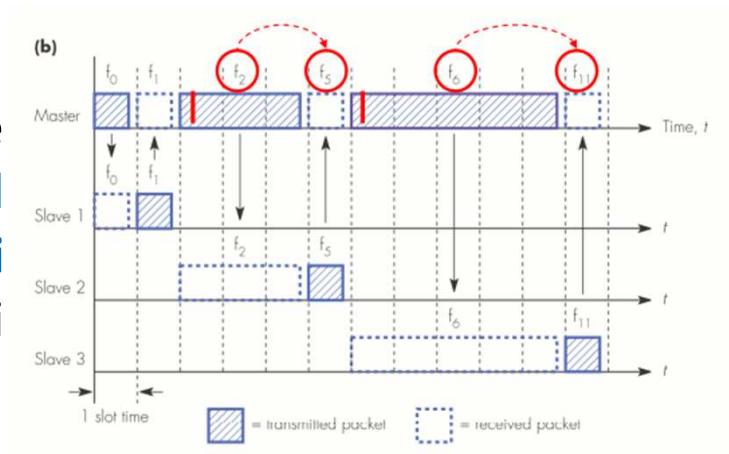 (b)
f0 f1 f2 f5 f6 f11
Master
Time, t
f0 f1
Slave 1
t
f2 f5
Slave 2
t
f6 f11
Slave 3
t
1 slot time
= transmitted packet
= received packet